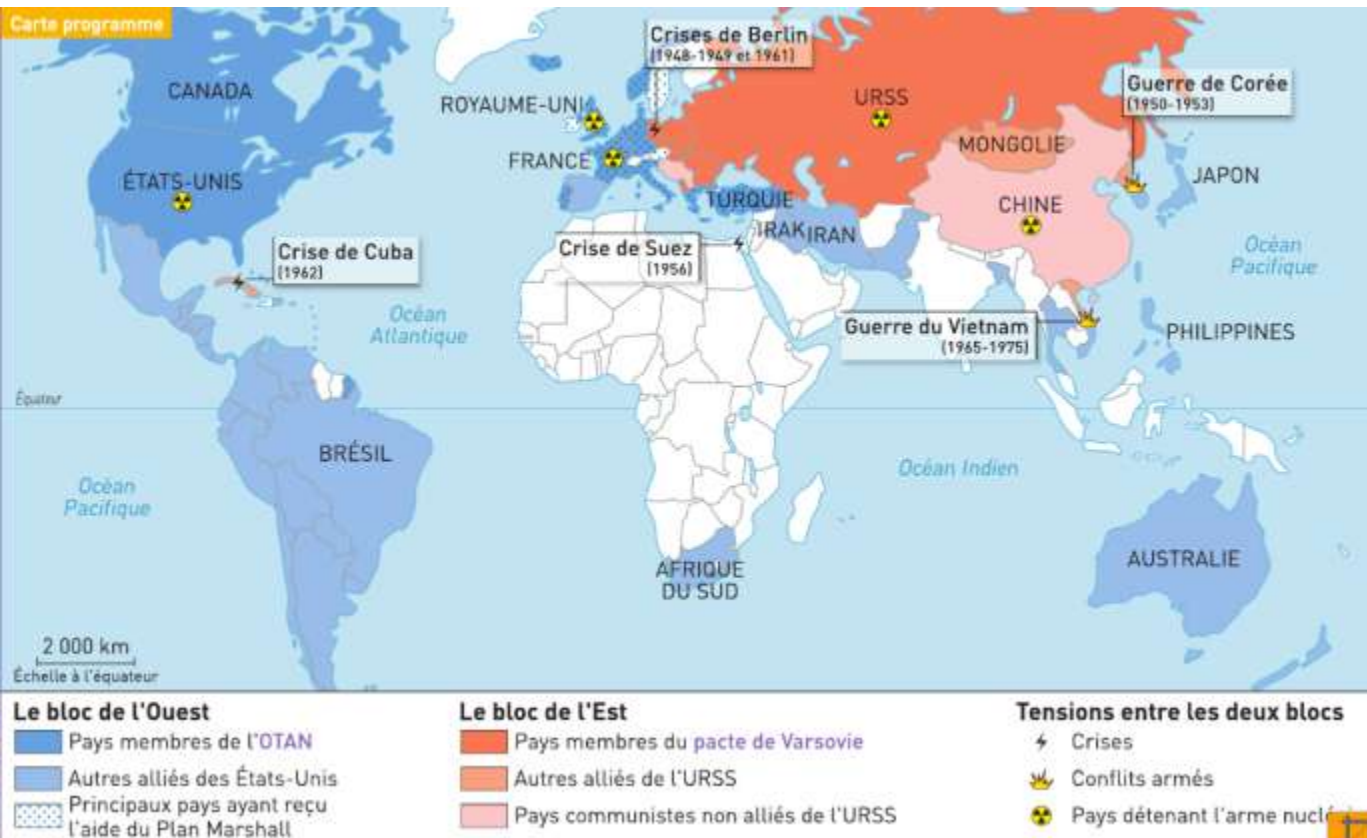 Carte programme
Crises de Berlin
(1948-1949 et 1961)
CANADA
ROYAUME-UNI
URSS
Guerre de Corée
(1950-1953)
FRANCE
MONGOLIE
ÉTATS-UNIS
JAPON
TURQUIE
CHINE
IRAK
IRAN
Crise de Cuba
(1962)
Crise de Suez
(1956)
Océan
Pacifique
Océan
Atlantique
Guerre du Vietnam
(1965-1975)
PHILIPPINES
Équateur
BRÉSIL
Océan Indien
Océan
Pacifique
AUSTRALIE
AFRIQUE
DU SUD
2 000 km
Échelle à l'équateur
Le bloc de l'Ouest
Pays membres de l'OTAN
Autres alliés des États-Unis
Principaux pays ayant reçu
l'aide du Plan Marshall
Le bloc de l'Est
Pays membres du pacte de Varsovie
Autres alliés de l'URSS
Pays communistes non alliés de l'URSS
Tensions entre les deux blocs
Crises
Conflits armés
Pays détenant l'arme